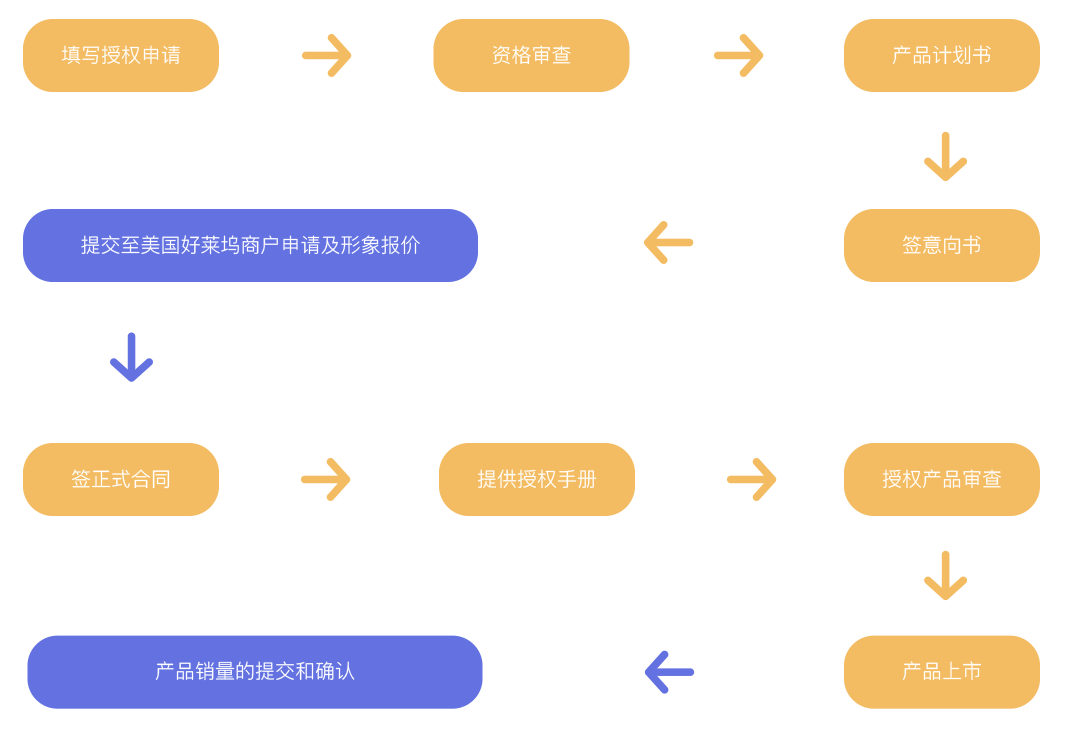 填写授权申请
资格审查
产品计划书
签意向书
提交至美国好莱坞商户申请及形象报价
签正式合同
提供授权手册
授权产品审查
产品上市
产品销量的提交和确认